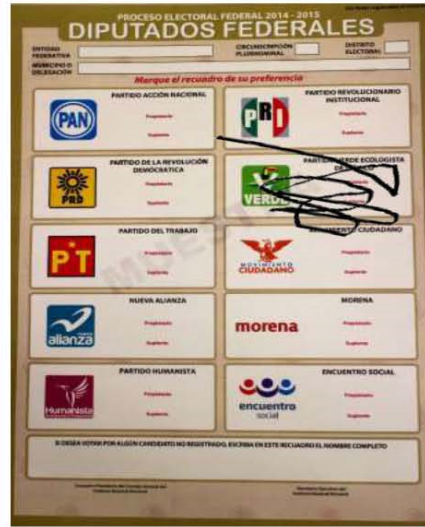 PROCESO ELECTORAL FEDERAL 2014 - 2015
DIPUTADOS FEDERALES
ENTIDAD
FEDERATIVA
CIRCUNSCRIPCIÓN
PLURINOMINAL
DISTRITO
ELECTORAL
MUNICIPIO O
DELEGACIÓN
Marque el recuadro de su preferencia
PARTIDO ACCIÓN NACIONAL
PAN
Propietario
Suplente
PARTIDO REVOLUCIONARIO
INSTITUCIONAL
PRI
Propietario
Suplente
PARTIDO DE LA REVOLUCIÓN
DEMOCRÁTICA
PRD
Propietario
Suplente
PARTIDO VERDE ECOLOGISTA
VERDE
PARTIDO DEL TRABAJO
PT
Propietario
Suplente
MOVIMIENTO CIUDADANO
MOVIMIENTO
CIUDADANO
Propietario
Suplente
NUEVA ALIANZA
alianza
Propietario
Suplente
MORENA
morena
Propietario
Suplente
PARTIDO HUMANISTA
Humanista
Propietario
Suplente
ENCUENTRO SOCIAL
encuentro
social
Propietario
Suplente
SI DESEA VOTAR POR ALGÚN CANDIDATO NO REGISTRADO, ESCRIBA EN ESTE RECUADRO EL NOMBRE COMPLETO
MUESTRA